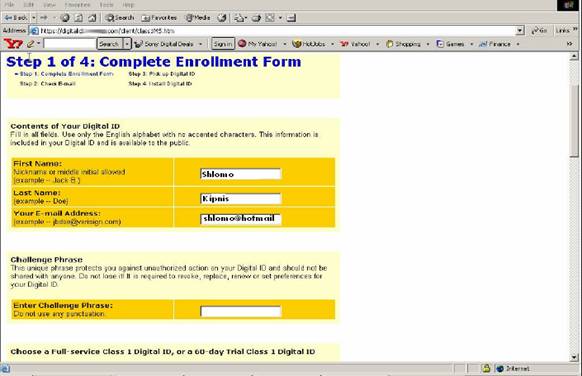 File Edit View Favorites Tools Help
Back Search Favorites Media
Address https://digitalid. .com/client/class1MS.htm Go Links »
Search Sony Digital Deals Sign in My Yahoo! HotJobs Yahoo! Shopping Games Finance
Step 1 of 4: Complete Enrollment Form
Step 1: Complete Enrollment Form Step 3: Pick up Digital ID
Step 2: Check E-mail Step 4: Install Digital ID
Contents of Your Digital ID
Fill in all fields. Use only the English alphabet with no accented characters. This information is
included in your Digital ID and is available to the public.
First Name:
Nickname or middle initial allowed
(example -- Jack B.)
Shlomo
Last Name:
(example -- Doe)
Kipnis
Your E-mail Address:
(example -- jbdoe@verisign.com)
shlomo@hotmail
Challenge Phrase
This unique phrase protects you against unauthorized action on your Digital ID and should not be
shared with anyone. Do not lose it! It is required to revoke, replace, renew or set preferences for
your Digital ID.
Enter Challenge Phrase:
Do not use any punctuation.
Choose a Full-service Class 1 Digital ID, or a 60-day Trial Class 1 Digital ID
Internet